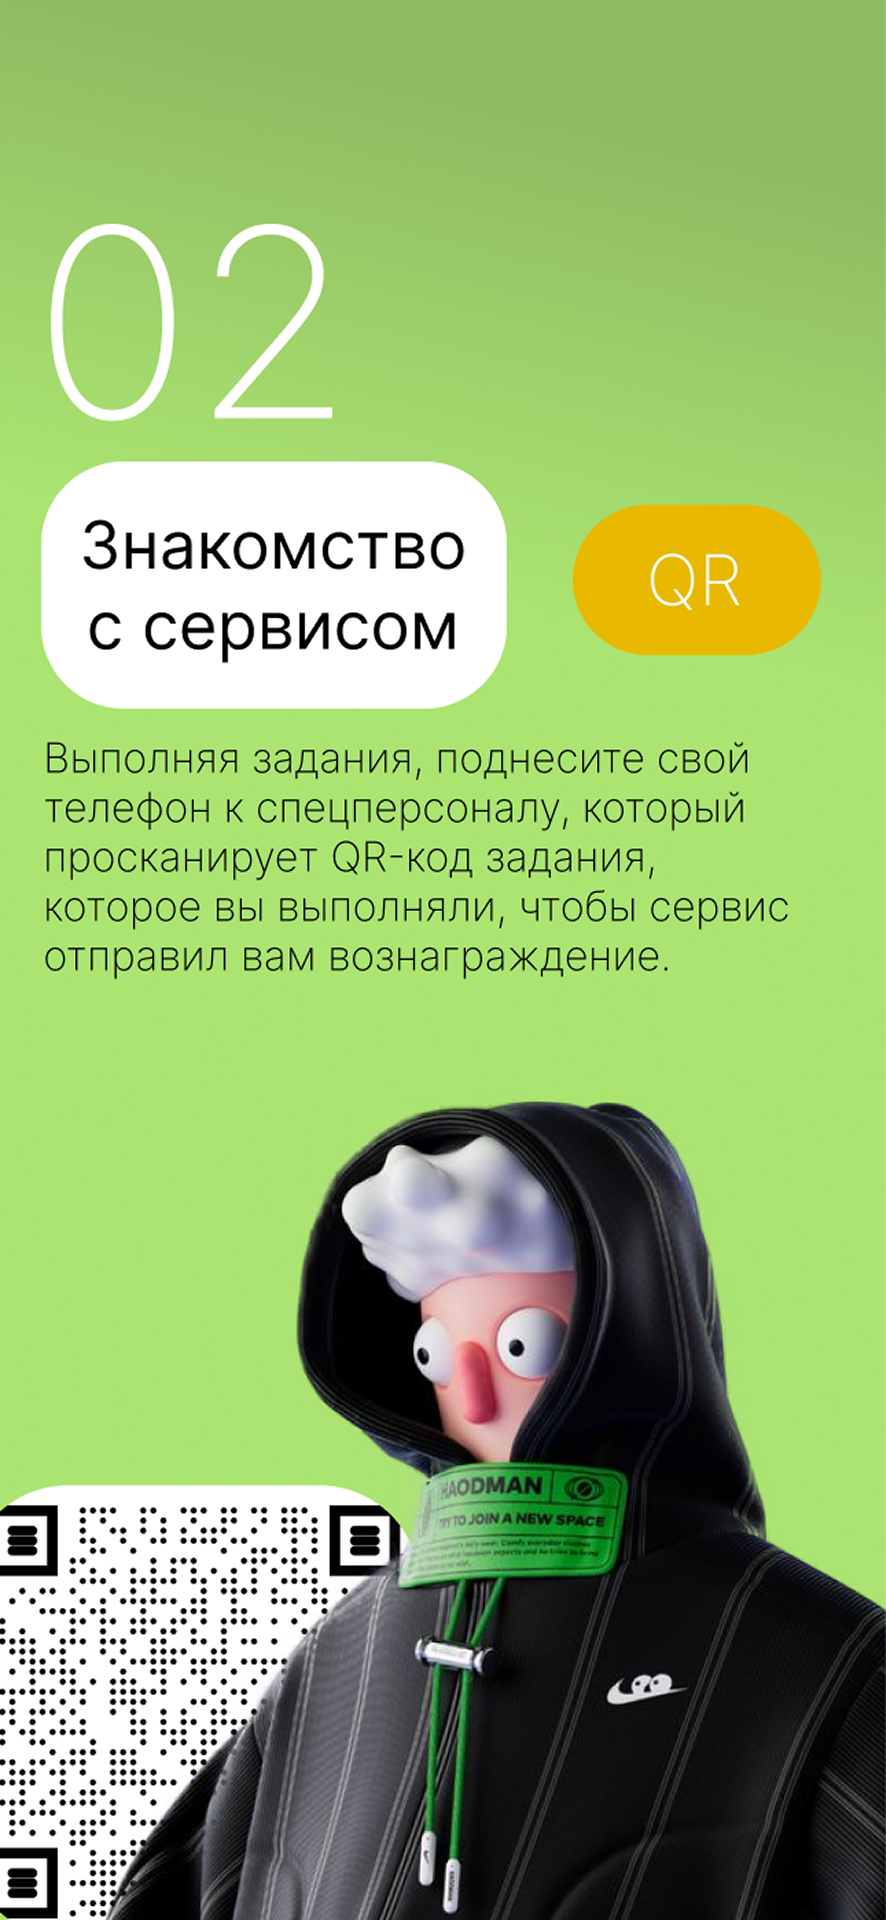 02
Знакомство
с сервисом
QR
Выполняя задания, поднесите свой
телефон к спецперсоналу, который
просканирует QR-код задания,
которое вы выполняли, чтобы сервис
отправил вам вознаграждение.
HAODMAN
TRY TO JOIN A NEW SPACE